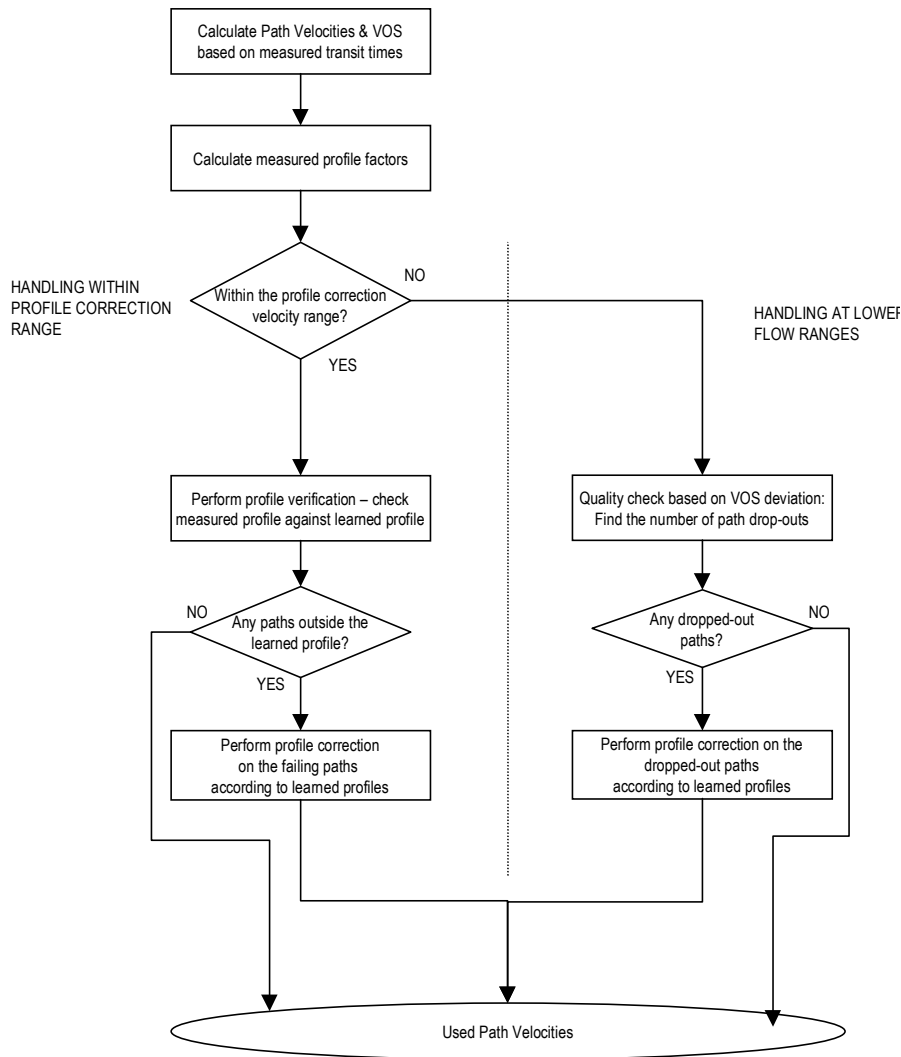 Calculate Path Velocities & VOS
based on measured transit times
Calculate measured profile factors
HANDLING WITHIN
PROFILE CORRECTION
RANGE
Within the profile correction
velocity range?
NO
YES
HANDLING AT LOWER
FLOW RANGES
Perform profile verification – check
measured profile against learned profile
Quality check based on VOS deviation:
Find the number of path drop-outs
NO
Any paths outside the
learned profile?
YES
Any dropped-out
paths?
NO
YES
Perform profile correction
on the failing paths
according to learned profiles
Perform profile correction on the
dropped-out paths
according to learned profiles
Used Path Velocities